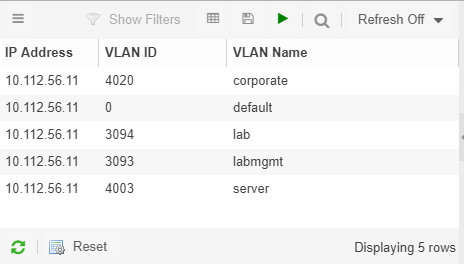 Show Filters Refresh Off
IP Address VLAN ID VLAN Name
10.112.56.11 4020 corporate
10.112.56.11 0 default
10.112.56.11 3094 lab
10.112.56.11 3093 labmgmt
10.112.56.11 4003 server
Reset Displaying 5 rows